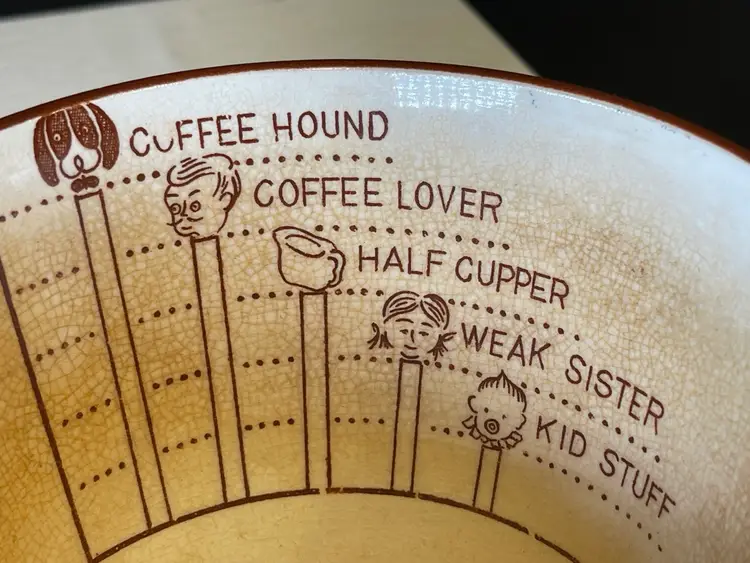 COFFEE HOUND
COFFEE LOVER
HALF CUPPER
WEAK SISTER
KID STUFF